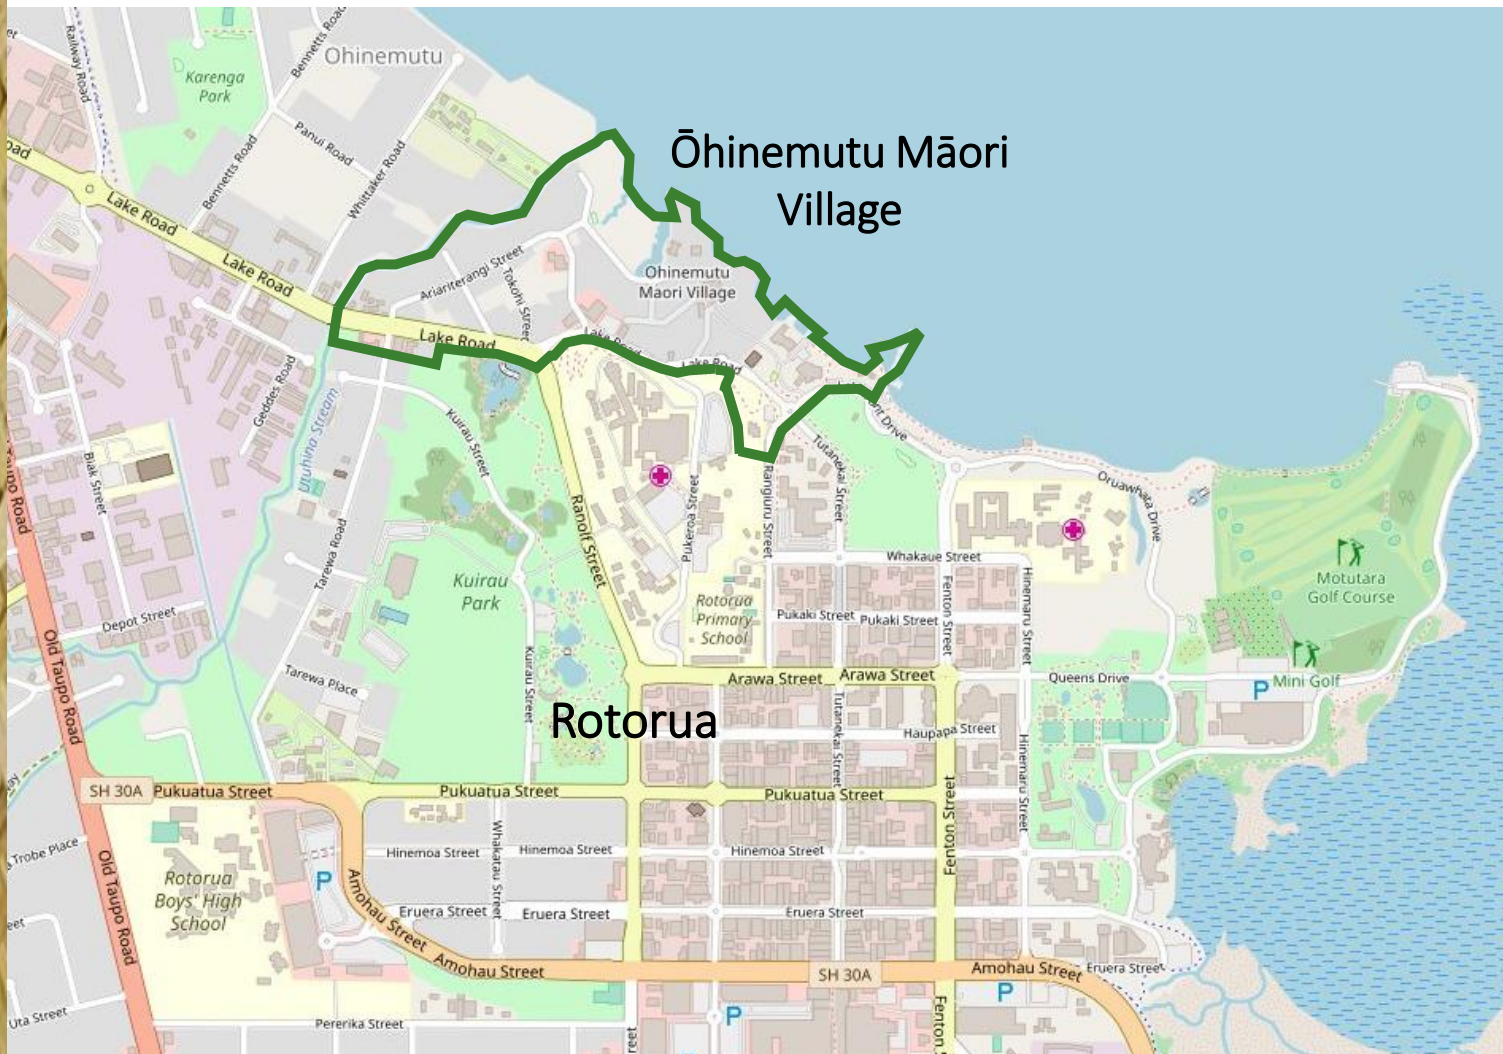 Ohinemutu
Bennetts Road
Railway Road
Karenga
Park
Panui Road
Bennetts Road
Whittaker Road
Lake Road
Lake Road
Ōhinemutu Māori
Village
Ariariterangi Street
Tokohi Street
Ohinemutu
Maori Village
Lake Road
Lake Road
Lake Road
Geddes Road
Utuhina Stream
Kuirau Street
Biak Street
Taupo Road
Tarewa Road
Ranolf Street
Pukeroa Street
Rangiuru Street
Tutanekai Street
Drive
Oruawhata Drive
Whakaue Street
Fenton Street
Hinemaru Street
Motutara
Golf Course
Mini Golf
P
Kuirau
Park
Rotorua
Primary
School
Pukaki Street
Pukaki Street
Depot Street
Old Taupo Road
Tarewa Place
Kuirau Street
Arawa Street
Arawa Street
Queens Drive
Rotorua
Tutanekai Street
Haupapa Street
Hinemaru Street
SH 30A
Pukuatua Street
Pukuatua Street
Pukuatua Street
Fenton Street
Trobe Place
Old Taupo Road
Rotorua
Boys' High
School
P
Hinemoa Street
Whakatau Street
Hinemoa Street
Hinemoa Street
Amohau Street
Eruera Street
Eruera Street
Eruera Street
Amohau Street
SH 30A
Amohau Street
Eruera Street
P
P
Uta Street
Pererika Street
Fenton S